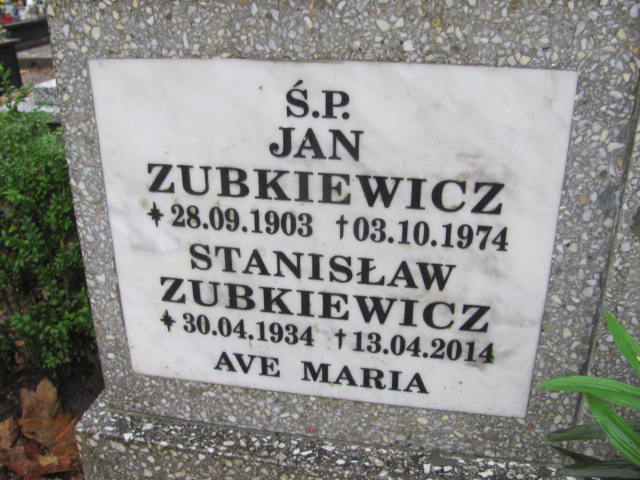 Ś.P.
JAN
ZUBKIEWICZ
* 28.09.1903 † 03.10.1974
STANISŁAW
ZUBKIEWICZ
* 30.04.1934 † 13.04.2014
AVE MARIA